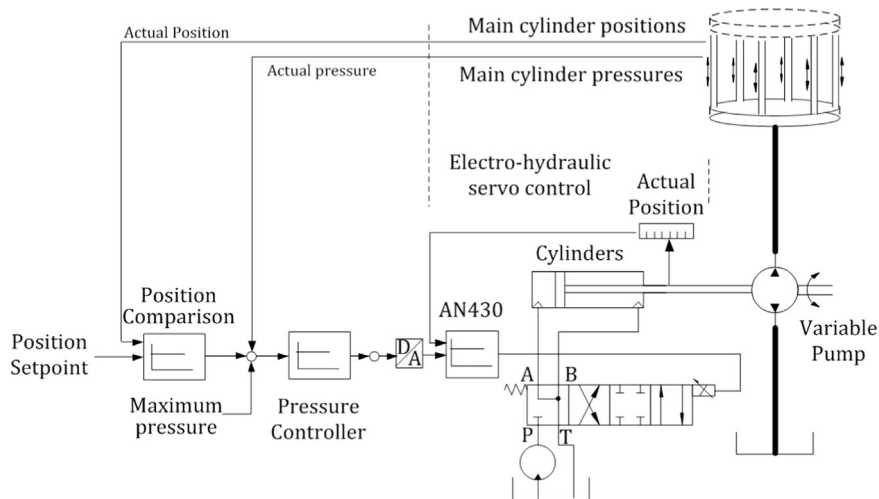 Actual Position
Main cylinder positions
Actual pressure
Main cylinder pressures
Electro-hydraulic
servo control
Actual
Position
Cylinders
Position
Comparison
AN430
Position
Setpoint
D
A
Variable
Pump
Maximum
pressure
Pressure
Controller
A
B
P
T